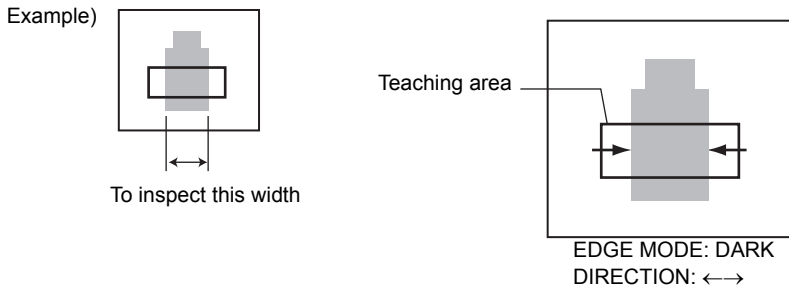 Example)
To inspect this width
Teaching area
EDGE MODE: DARK
DIRECTION: ←→